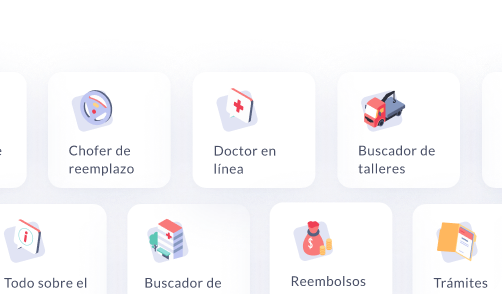 Chofer de
reemplazo
Doctor en
línea
Buscador de
talleres
Todo sobre el
Buscador de
Reembolsos
Trámites